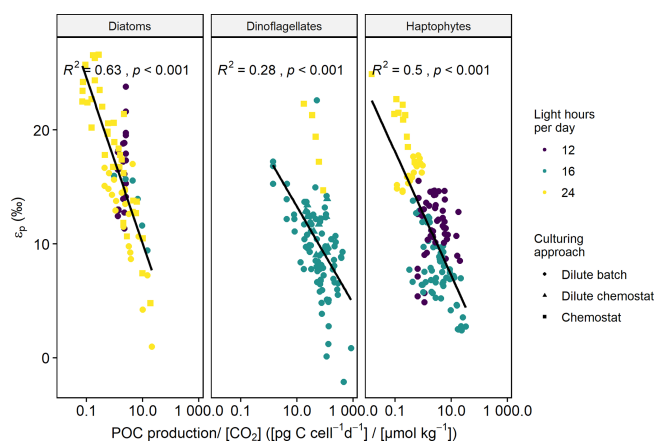 Diatoms
Dinoflagellates
Haptophytes
R² = 0.63 , p < 0.001
R² = 0.28 , p < 0.001
R² = 0.5 , p < 0.001
20
10
0
εp (‰)
0.1 10.0 1 000.0
0.1 10.0 1 000.0
0.1 10.0 1 000.0
POC production/ [CO₂] ([pg C cell⁻¹d⁻¹] / [µmol kg⁻¹])
Light hours
per day
12
16
24
Culturing
approach
Dilute batch
Dilute chemostat
Chemostat